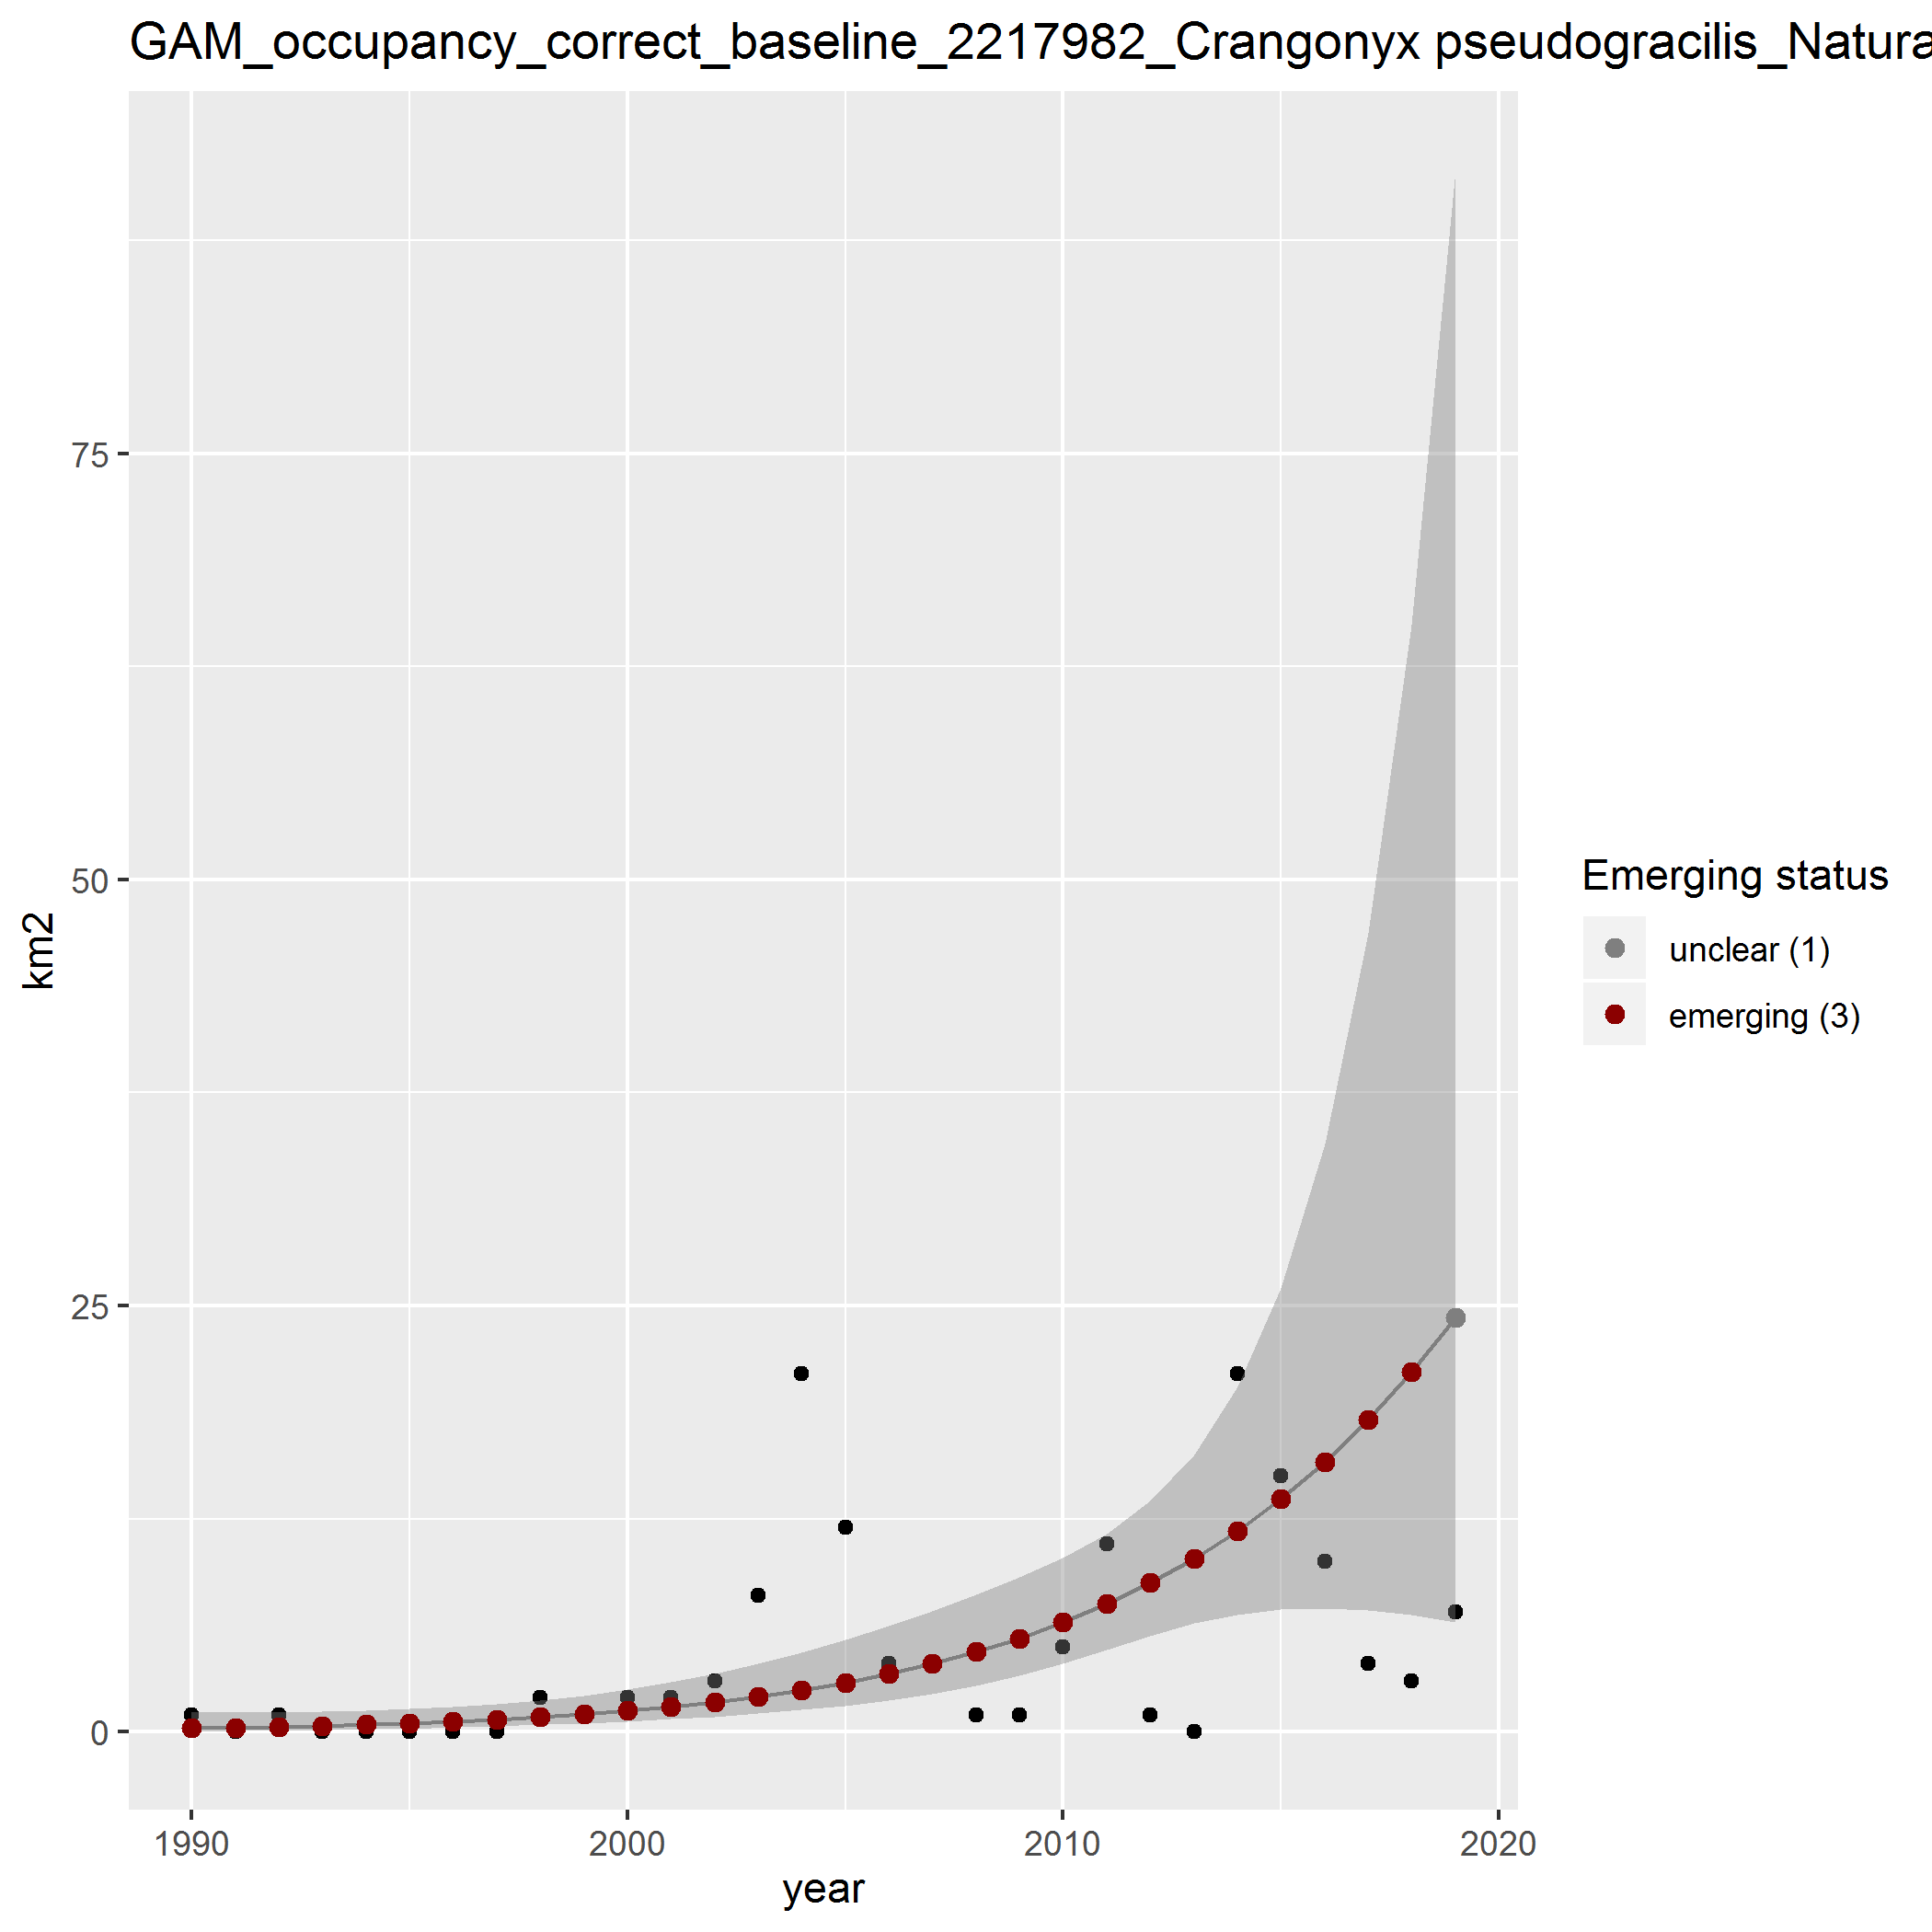 GAM_occupancy_correct_baseline_2217982_Crangonyx pseudogracilis_Natura
75
50
25
0
km2
1990 2000 2010 2020
year
Emerging status
unclear (1)
emerging (3)